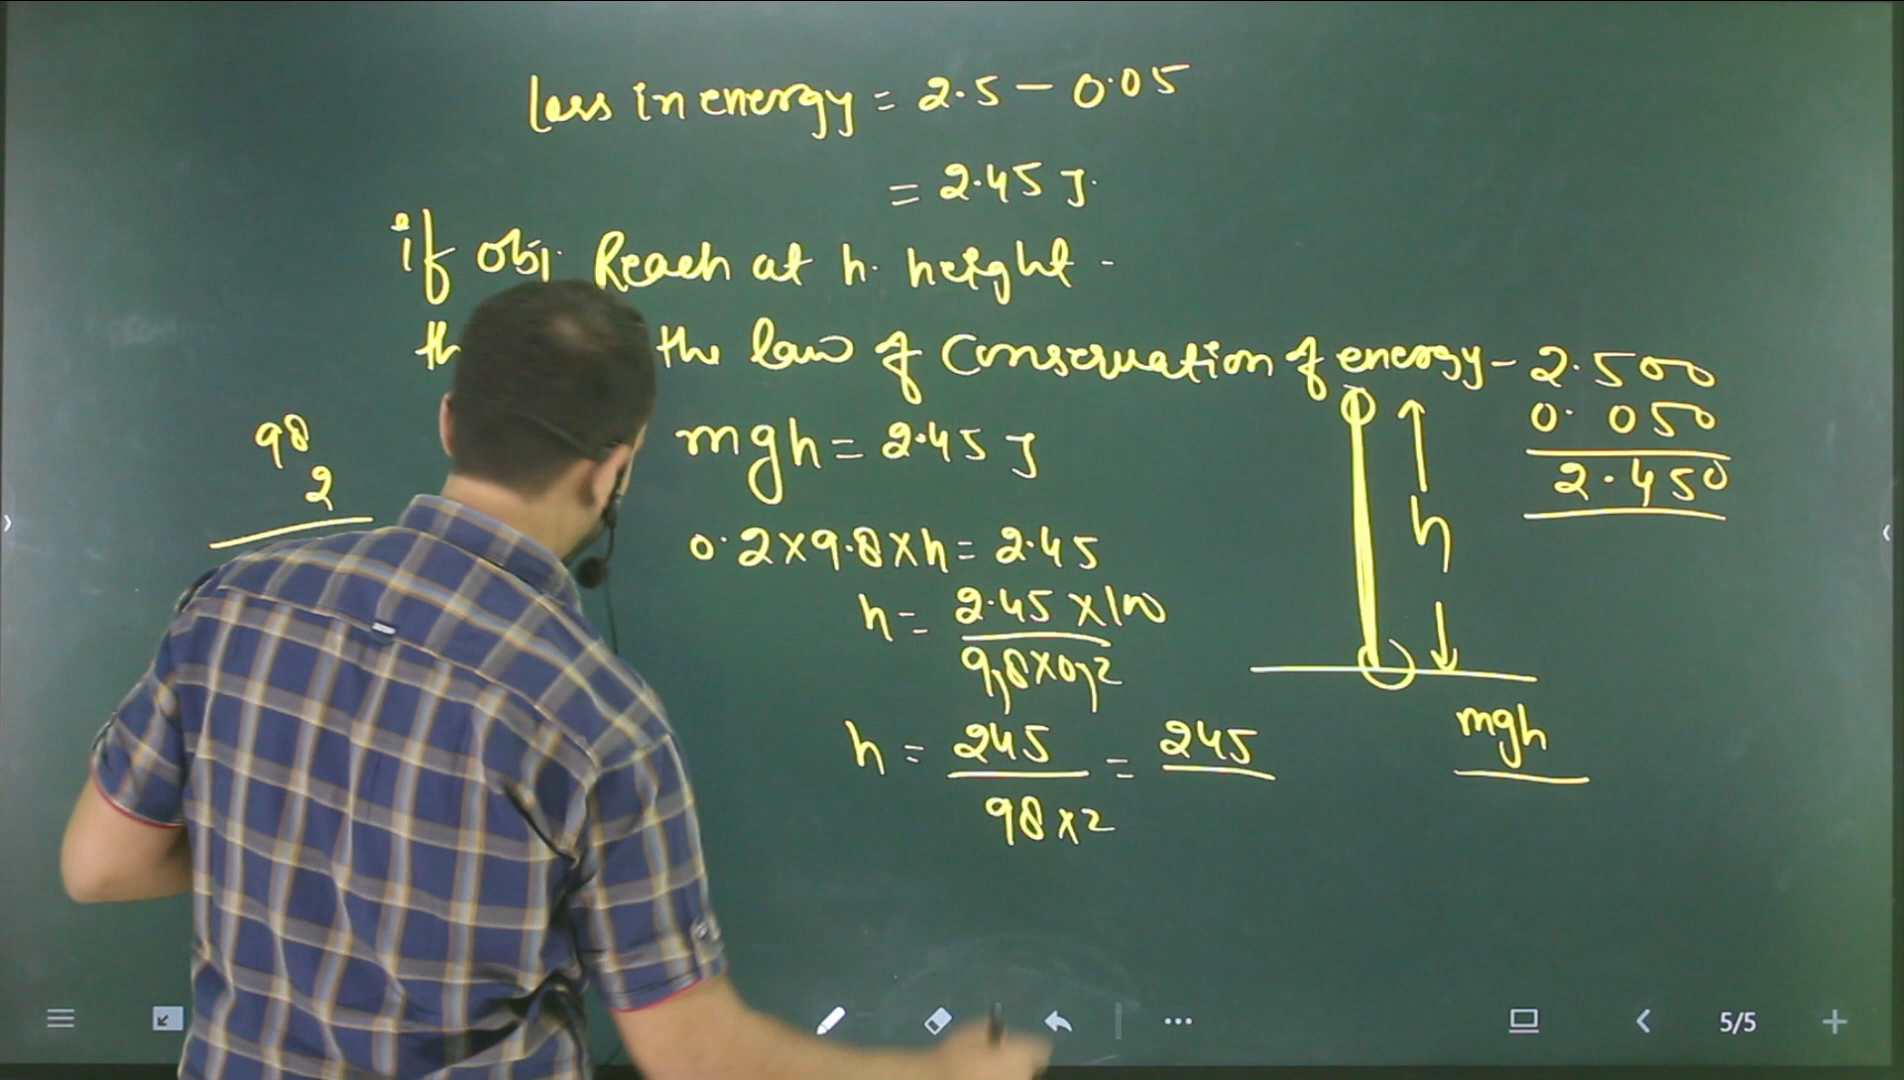 loss in energy = 2.5 - 0.05
= 2.45 J.
if obj. Reach at h. height -
the law of Conservation of energy -
2.500
0.050
2.450
98
2
mgh = 2.45 J
0.2×9.8×h = 2.45
h = 2.45 × 100
9.8×0.2
h
h = 245 = 245
98×2
mgh
5/5